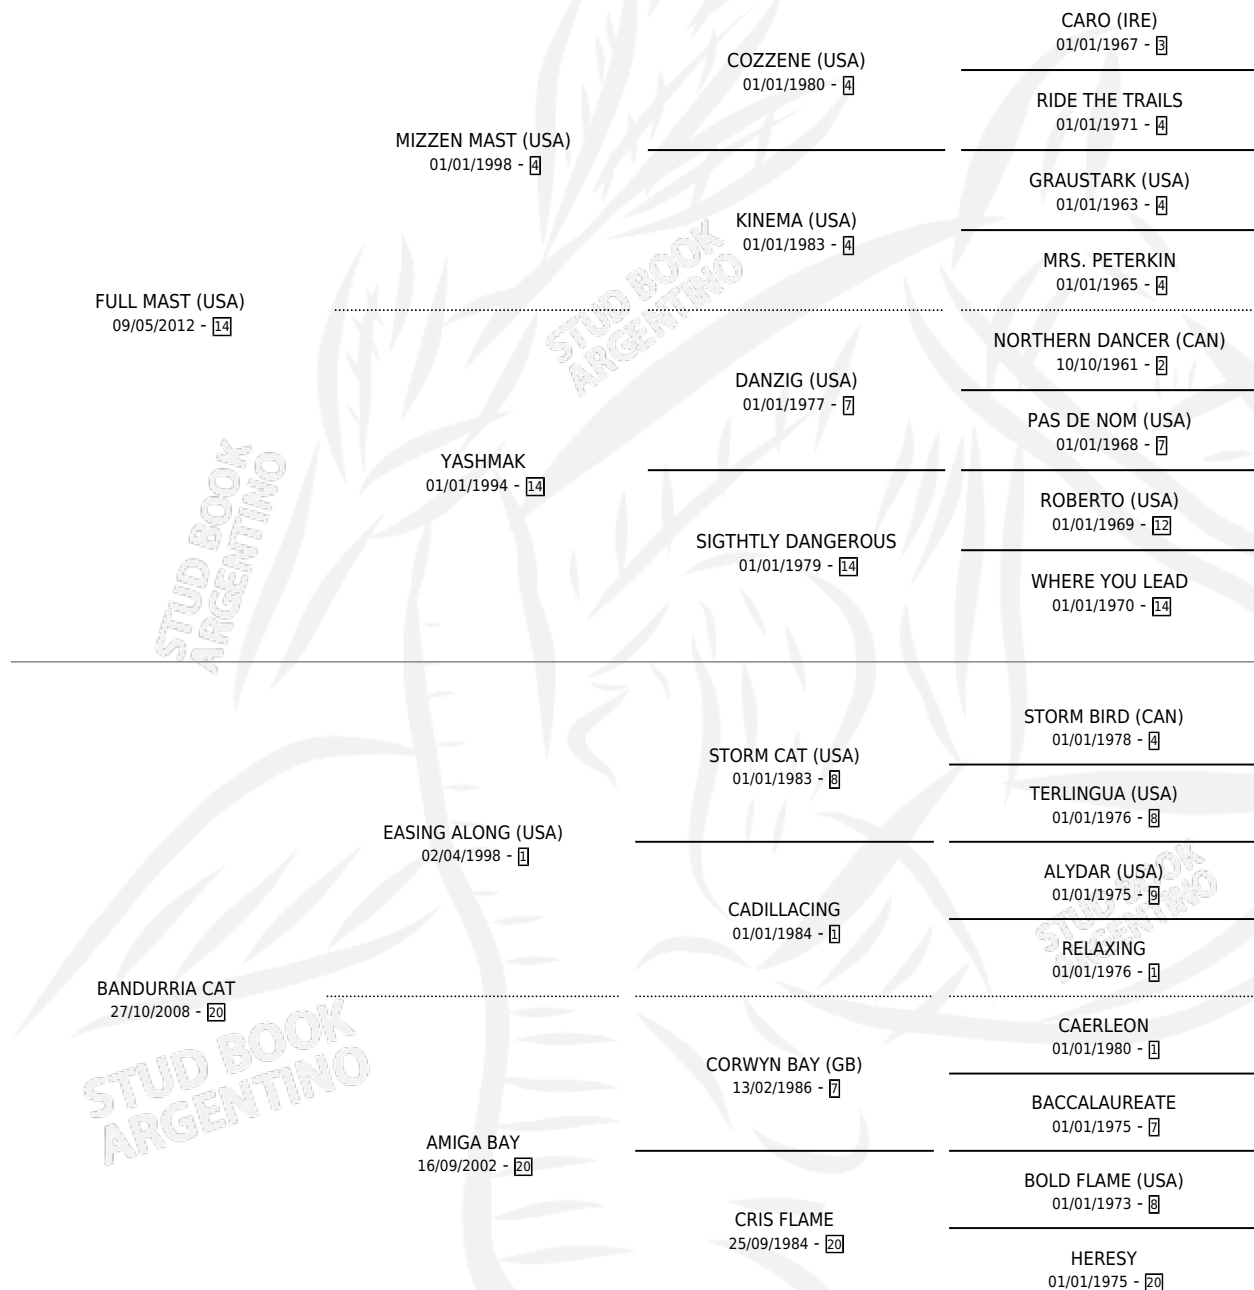 CARO (IRE)
01/01/1967 - 3
COZZENE (USA)
01/01/1980 - 4
RIDE THE TRAILS
01/01/1971 - 4
MIZZEN MAST (USA)
01/01/1998 - 4
GRAUSTARK (USA)
01/01/1963 - 4
KINEMA (USA)
01/01/1983 - 4
MRS. PETERKIN
01/01/1965 - 4
FULL MAST (USA)
09/05/2012 - 14
NORTHERN DANCER (CAN)
10/10/1961 - 2
DANZIG (USA)
01/01/1977 - 7
PAS DE NOM (USA)
01/01/1968 - 7
YASHMAK
01/01/1994 - 14
ROBERTO (USA)
01/01/1969 - 12
SIGTHTLY DANGEROUS
01/01/1979 - 14
WHERE YOU LEAD
01/01/1970 - 14
STORM BIRD (CAN)
01/01/1978 - 4
STORM CAT (USA)
01/01/1983 - 8
TERLINGUA (USA)
01/01/1976 - 8
EASING ALONG (USA)
02/04/1998 - 1
ALYDAR (USA)
01/01/1975 - 9
CADILLACING
01/01/1984 - 1
RELAXING
01/01/1976 - 1
BANDURRIA CAT
27/10/2008 - 20
CAERLEON
01/01/1980 - 1
CORWYN BAY (GB)
13/02/1986 - 7
BACCALAUREATE
01/01/1975 - 7
AMIGA BAY
16/09/2002 - 20
BOLD FLAME (USA)
01/01/1973 - 8
CRIS FLAME
25/09/1984 - 20
HERESY
01/01/1975 - 20
STUD BOOK
ARGENTINO
STUD BOOK
ARGENTINO
STUD BOOK
ARGENTINO
STUD BOOK
ARGENTINO